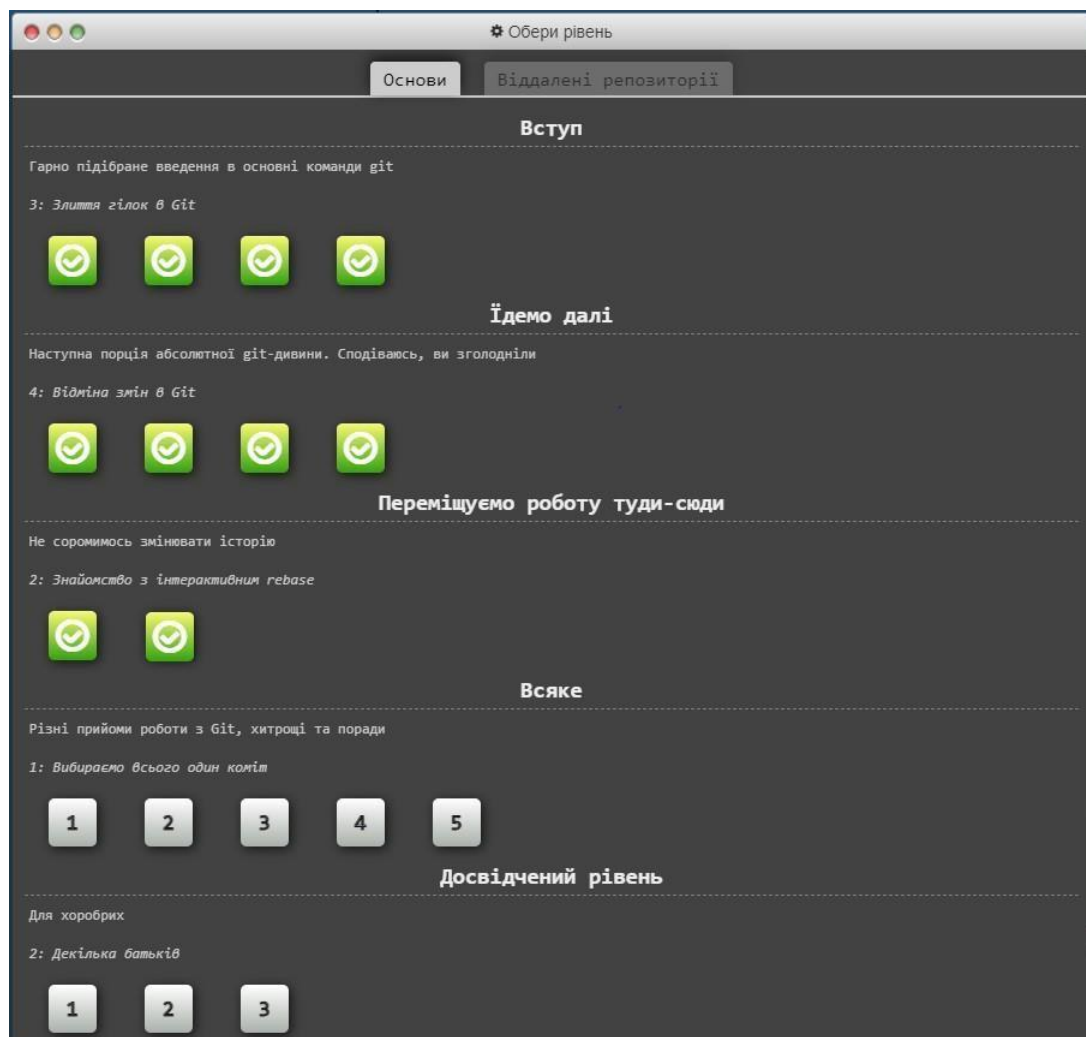 Обери рівень
Основи Віддалені репозиторії
Вступ
Гарно підібране введення в основні команди git
3: Злиття гілок в Git
Їдемо далі
Наступна порція абсолютної git-дивини. Сподіваюсь, ви зголодніли
4: Відміна змін в Git
Переміщуємо роботу туди-сюди
Не соромимось змінювати історію
2: Знайомство з інтерактивним rebase
Всяке
Різні прийоми роботи з Git, хитрощі та поради
1: Вибираємо всього один коміт
1 2 3 4 5
Досвідчений рівень
Для хоробрих
2: Декілька батьків
1 2 3